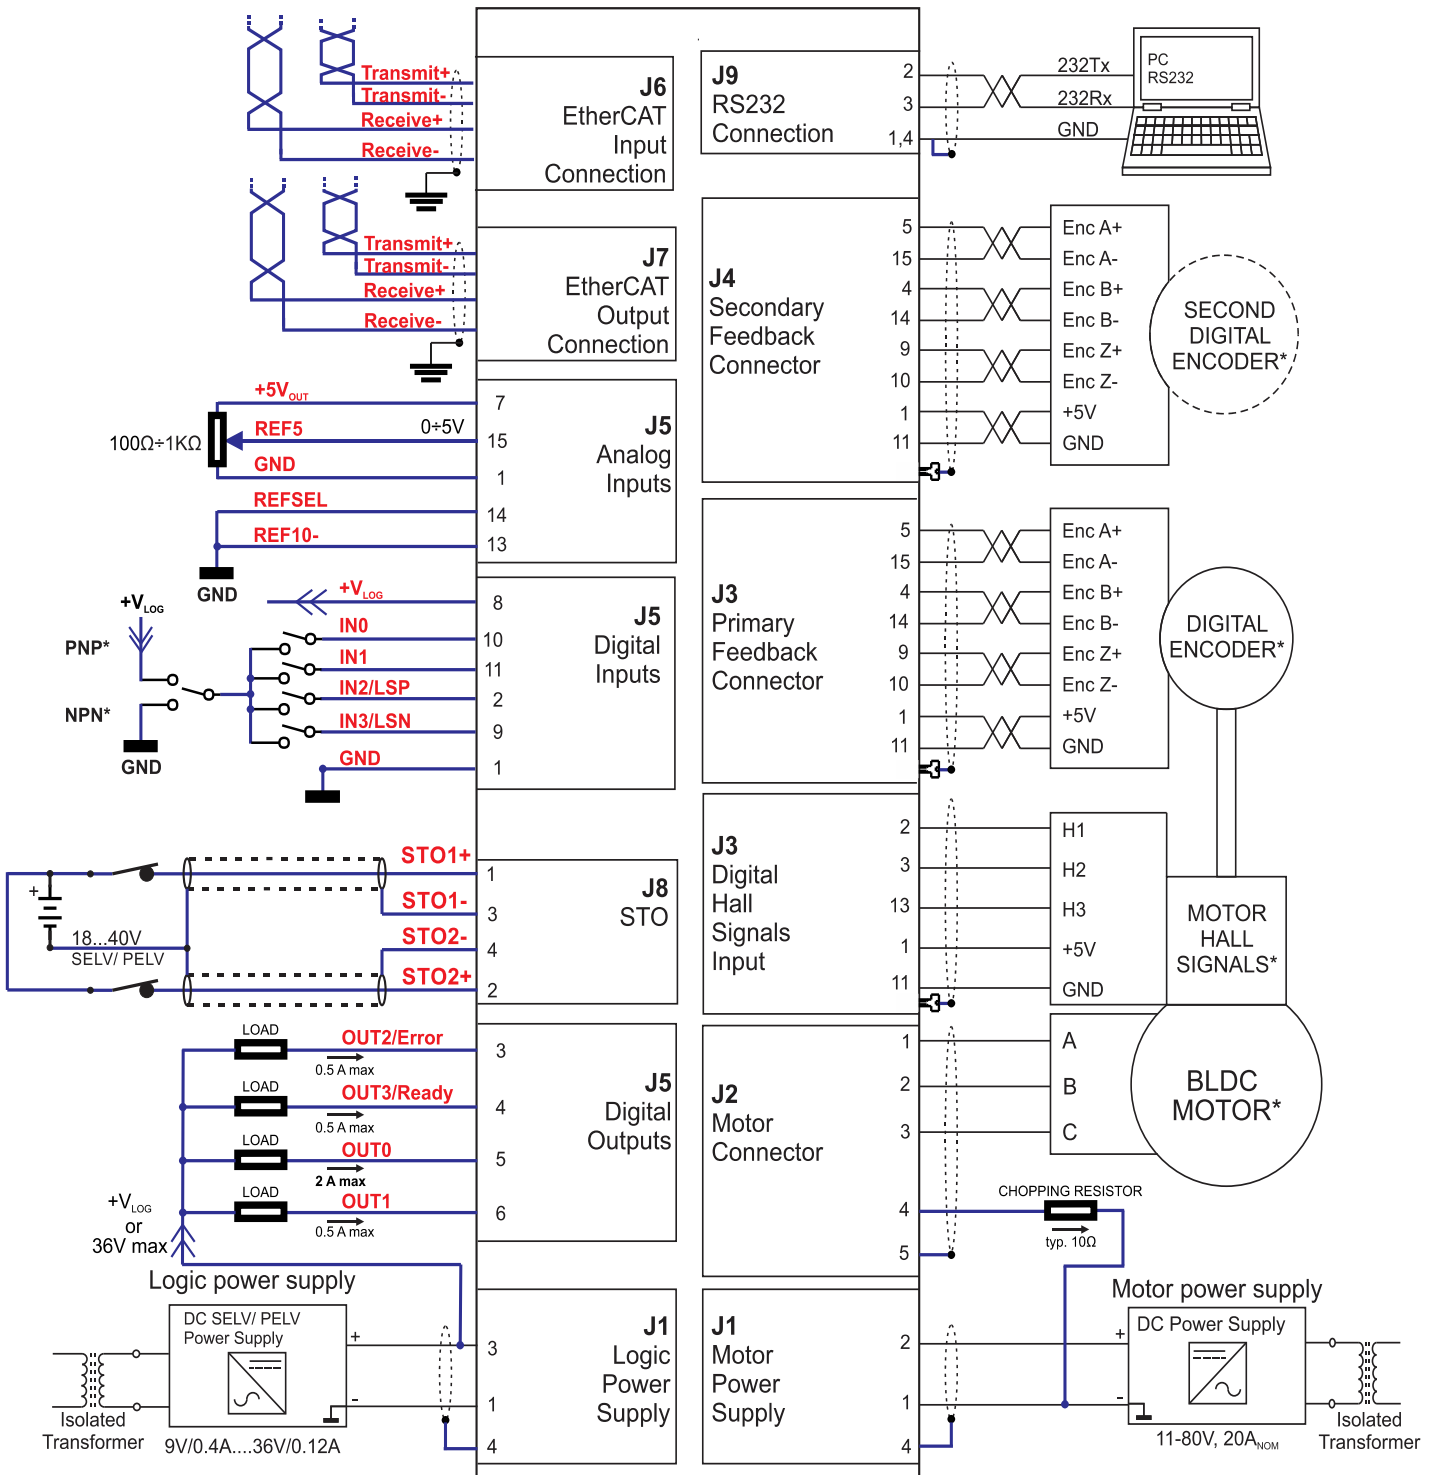 Transmit+
Transmit-
Receive+
Receive-
J6
EtherCAT
Input
Connection
Transmit+
Transmit-
Receive+
Receive-
J7
EtherCAT
Output
Connection
+5VOUT
7
100Ω÷1KΩ
REF5
0÷5V
15
GND
1
REFSEL
14
REF10-
13
GND
J5
Analog
Inputs
+VLOG
8
+VLOG
PNP*
NPN*
GND
IN0
10
IN1
11
IN2/LSP
2
IN3/LSN
9
GND
1
J5
Digital
Inputs
STO1+
1
STO1-
3
STO2-
4
STO2+
2
+
18...40V
SELV/ PELV
J8
STO
LOAD
OUT2/Error
0.5 A max
3
LOAD
OUT3/Ready
0.5 A max
4
LOAD
OUT0
2 A max
5
LOAD
OUT1
0.5 A max
6
+VLOG
or
36V max
J5
Digital
Outputs
Logic power supply
DC SELV/ PELV
Power Supply
+
-
Isolated
Transformer
9V/0.4A....36V/0.12A
3
1
4
J1
Logic
Power
Supply
J9
RS232
Connection
2
3
1,4
232Tx
232Rx
GND
PC
RS232
J4
Secondary
Feedback
Connector
5
Enc A+
15
Enc A-
4
Enc B+
14
Enc B-
9
Enc Z+
10
Enc Z-
1
+5V
11
GND
SECOND
DIGITAL
ENCODER*
J3
Primary
Feedback
Connector
5
Enc A+
15
Enc A-
4
Enc B+
14
Enc B-
9
Enc Z+
10
Enc Z-
1
+5V
11
GND
DIGITAL
ENCODER*
J3
Digital
Hall
Signals
Input
2
H1
3
H2
13
H3
1
+5V
11
GND
MOTOR
HALL
SIGNALS*
J2
Motor
Connector
1
A
2
B
3
C
4
5
BLDC
MOTOR*
CHOPPING RESISTOR
typ. 10Ω
Motor power supply
J1
Motor
Power
Supply
2
1
4
+
-
DC Power Supply
11-80V, 20ANOM
Isolated
Transformer